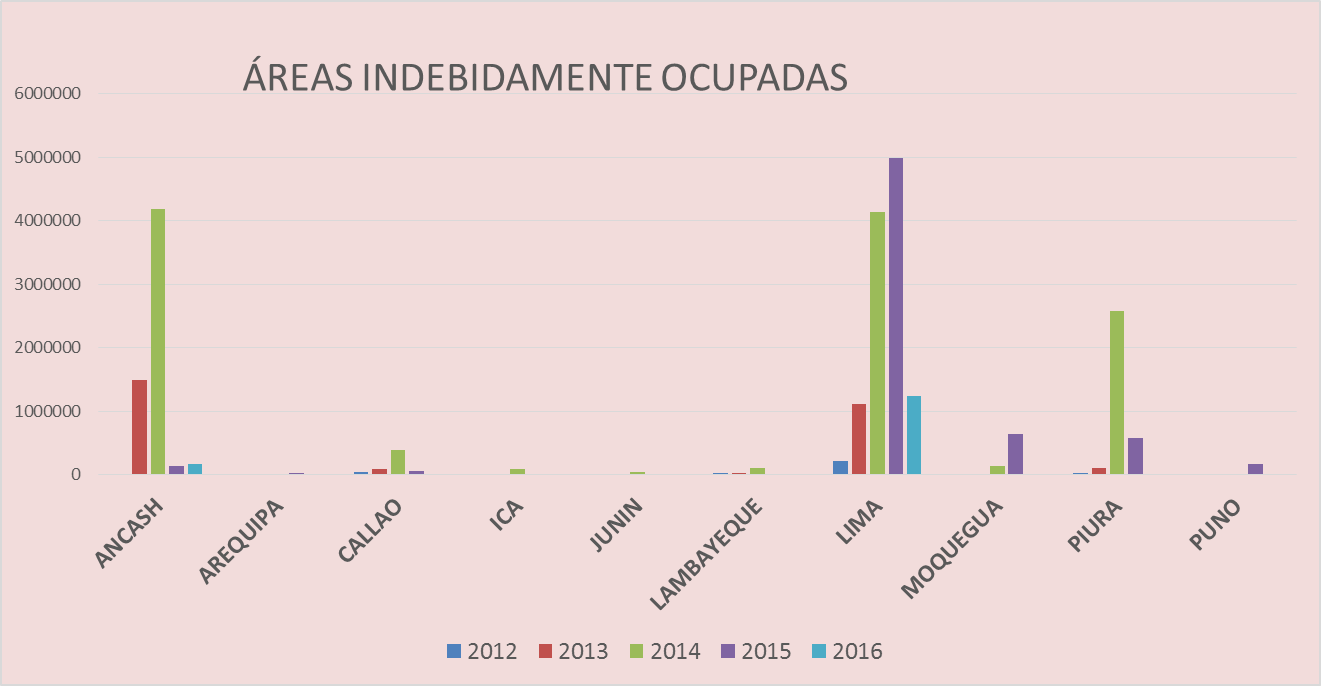 ÁREAS INDEBIDAMENTE OCUPADAS
6000000
5000000
4000000
3000000
2000000
1000000
0
ANCASH
AREQUIPA
CALLAO
ICA
JUNIN
LAMBAYEQUE
LIMA
MOQUEGUA
PIURA
PUNO
2012 2013 2014 2015 2016